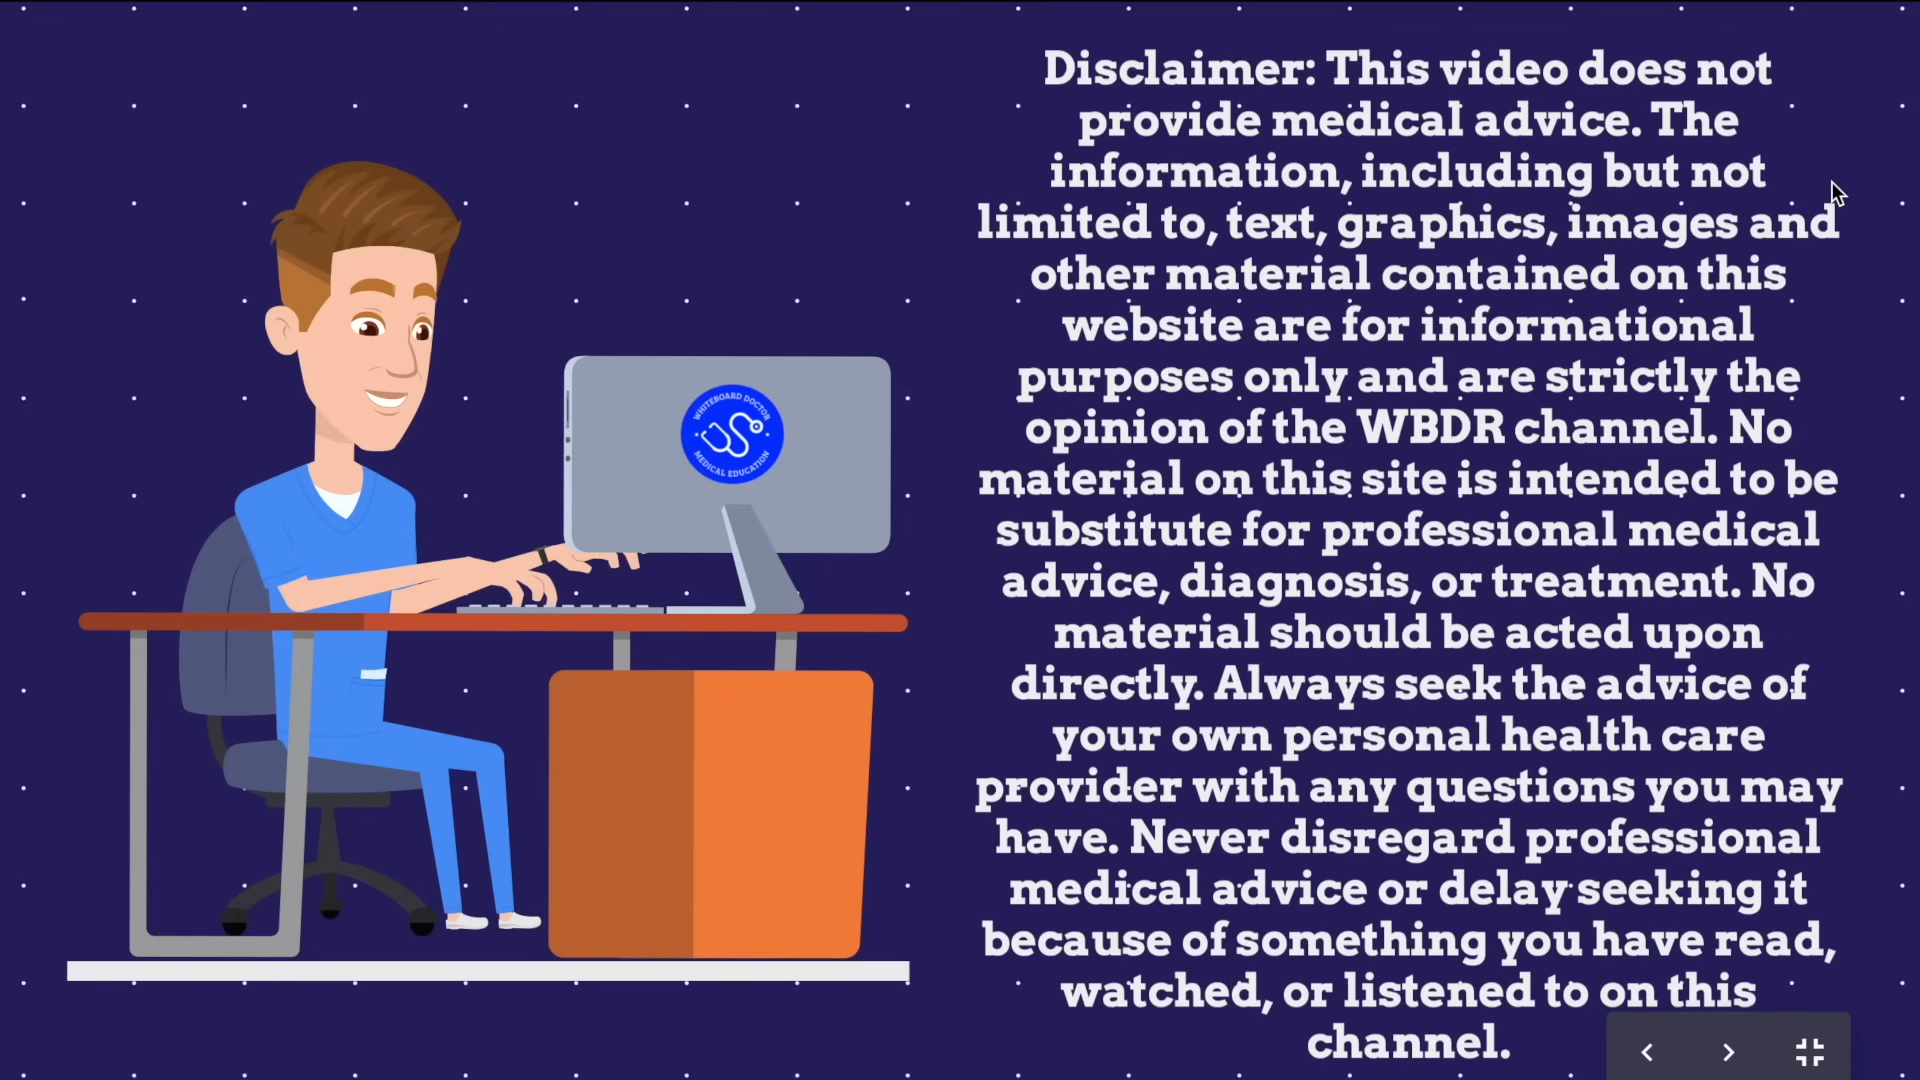 Disclaimer: This video does not
provide medical advice. The
information, including but not
limited to, text, graphics, images and
other material contained on this
website are for informational
purposes only and are strictly the
opinion of the WBDR channel. No
material on this site is intended to be
substitute for professional medical
advice, diagnosis, or treatment. No
material should be acted upon
directly. Always seek the advice of
your own personal health care
provider with any questions you may
have. Never disregard professional
medical advice or delay seeking it
because of something you have read,
watched, or listened to on this
channel.
WHITEBOARD DOCTOR
MEDICAL EDUCATION